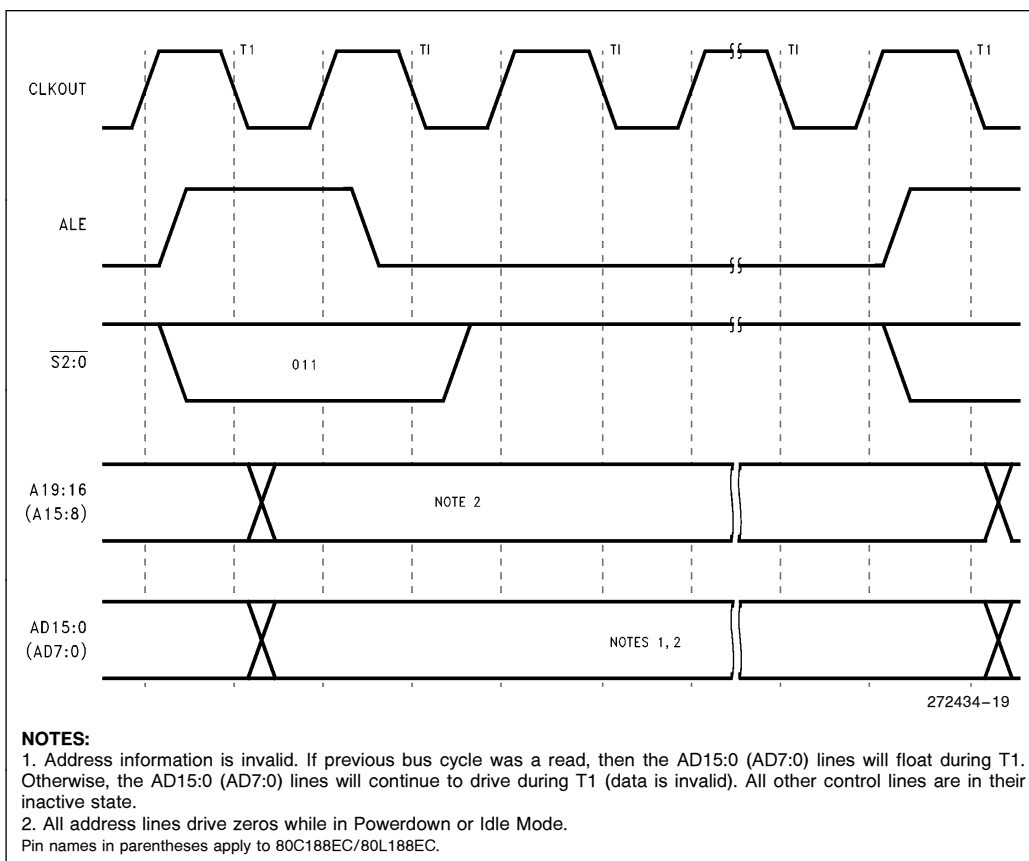 T1 TI TI TI T1
CLKOUT
ALE
S2:0
011
A19:16
(A15:8)
NOTE 2
AD15:0
(AD7:0)
NOTES 1,2
272434–19
NOTES:
1. Address information is invalid. If previous bus cycle was a read, then the AD15:0 (AD7:0) lines will float during T1.
Otherwise, the AD15:0 (AD7:0) lines will continue to drive during T1 (data is invalid). All other control lines are in their
inactive state.
2. All address lines drive zeros while in Powerdown or Idle Mode.
Pin names in parentheses apply to 80C188EC/80L188EC.